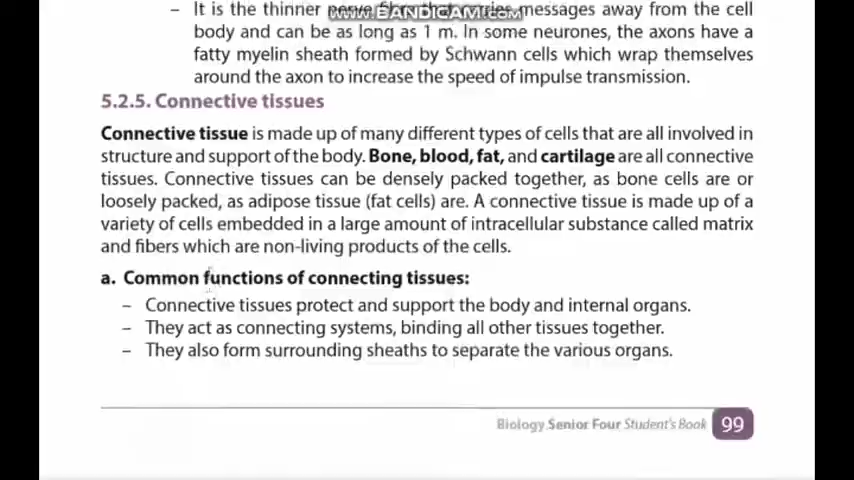 – It is the thinner nerve fibre that carries messages away from the cell
www.BANDICAM.com
body and can be as long as 1 m. In some neurones, the axons have a
fatty myelin sheath formed by Schwann cells which wrap themselves
around the axon to increase the speed of impulse transmission.
5.2.5. Connective tissues
Connective tissue is made up of many different types of cells that are all involved in
structure and support of the body. Bone, blood, fat, and cartilage are all connective
tissues. Connective tissues can be densely packed together, as bone cells are or
loosely packed, as adipose tissue (fat cells) are. A connective tissue is made up of a
variety of cells embedded in a large amount of intracellular substance called matrix
and fibers which are non-living products of the cells.
a. Common functions of connecting tissues:
– Connective tissues protect and support the body and internal organs.
– They act as connecting systems, binding all other tissues together.
– They also form surrounding sheaths to separate the various organs.
Biology Senior Four Student's Book 99